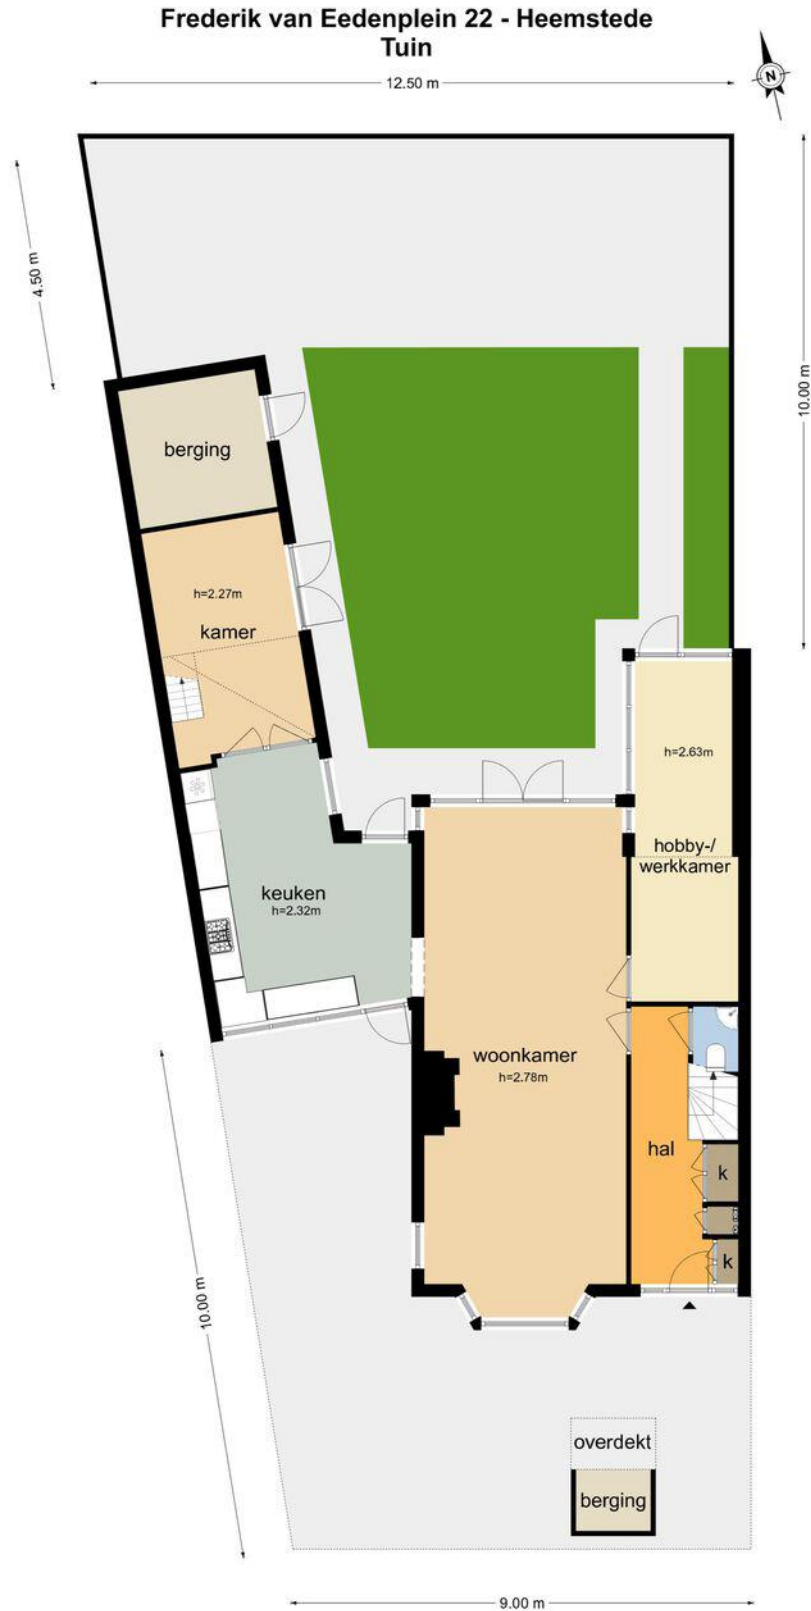 Frederik van Eedenplein 22 - Heemstede
Tuin
12.50 m
N
4.50 m
10.00 m
berging
h=2.27m
kamer
h=2.63m
hobby-/
werkkamer
keuken
h=2.32m
woonkamer
h=2.78m
hal
k
k
10.00 m
overdekt
berging
9.00 m